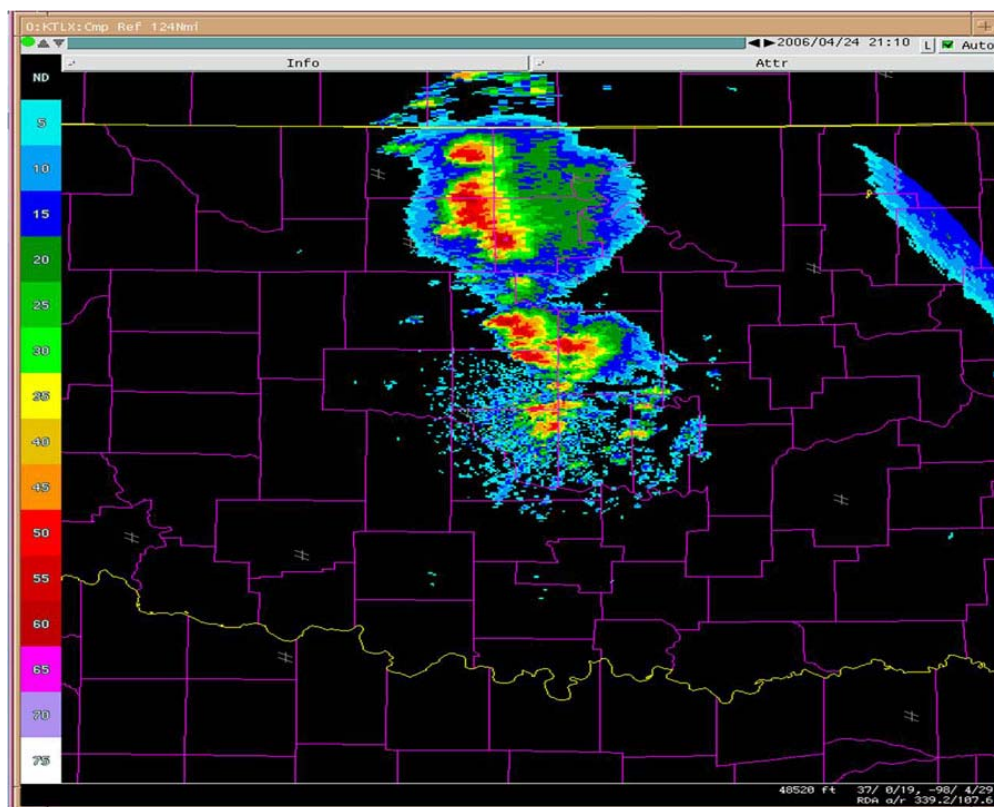 0:KTLX:Cmp Ref 124Nmi
2006/04/24 21:10 L Auto
Info Attr
ND
5
10
15
20
25
30
35
40
45
50
55
60
65
70
75
48520 ft 37/ 0/19, -98/ 4/29
RDA a/r 339.2/107.6